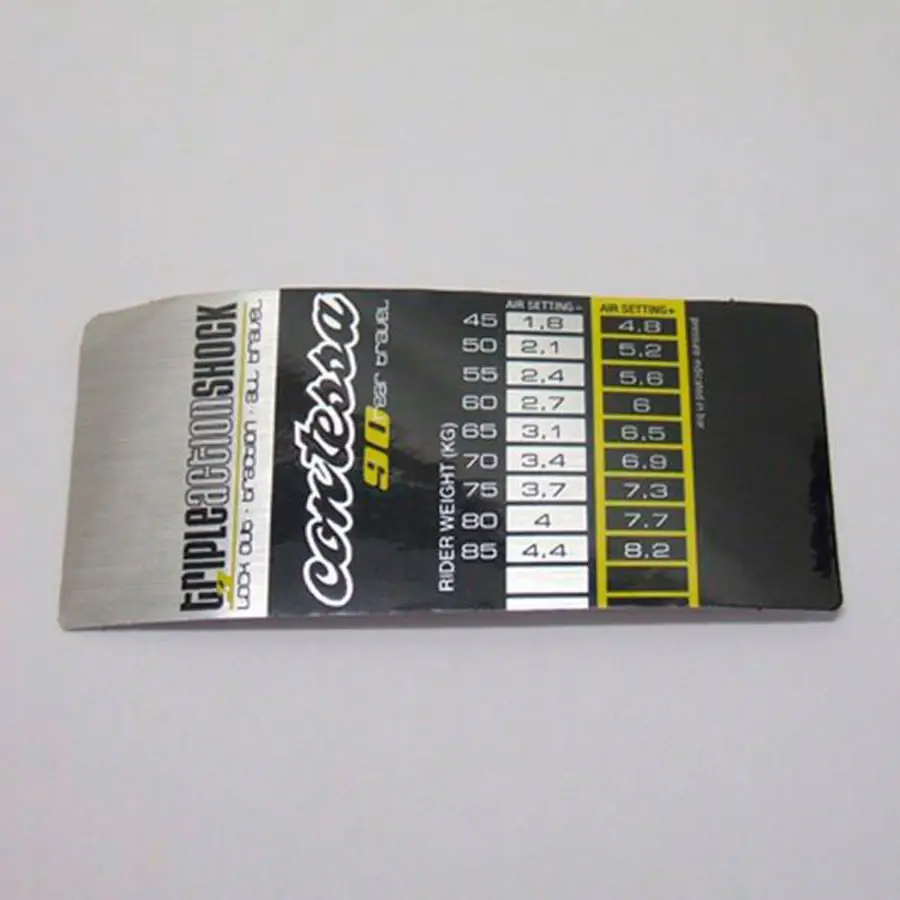 triPLeactionSHOCK
LOCK OUT · traction · aLL traveL
contessa
90 rear traveL
RIDER WEIGHT (KG)
AIR SETTING - AIR SETTING +
45 1,8 4,8
50 2,1 5,2
55 2,4 5,6
60 2,7 6
65 3,1 6,5
70 3,4 6,9
75 3,7 7,3
80 4 7,7
85 4,4 8,2
pressure indicated in bar